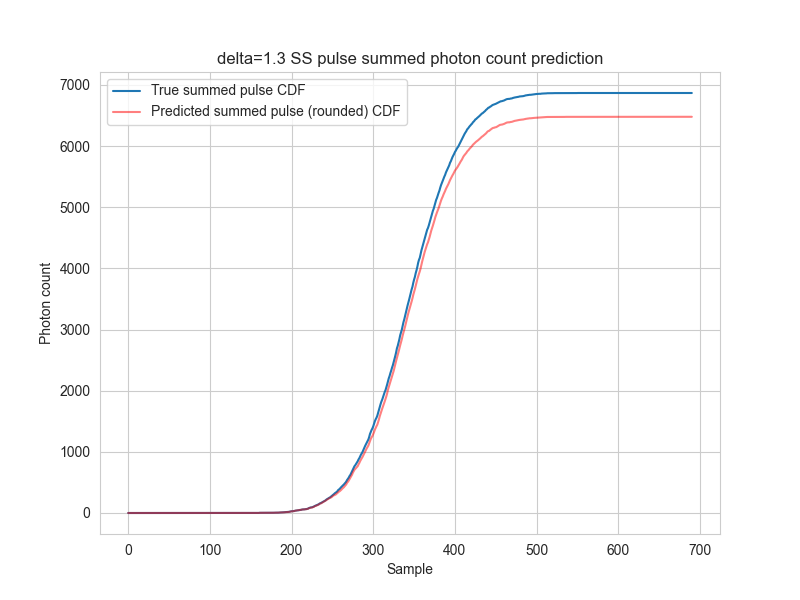 delta=1.3 SS pulse summed photon count prediction
True summed pulse CDF
Predicted summed pulse (rounded) CDF
7000
6000
5000
4000
3000
2000
1000
0
Photon count
0 100 200 300 400 500 600 700
Sample